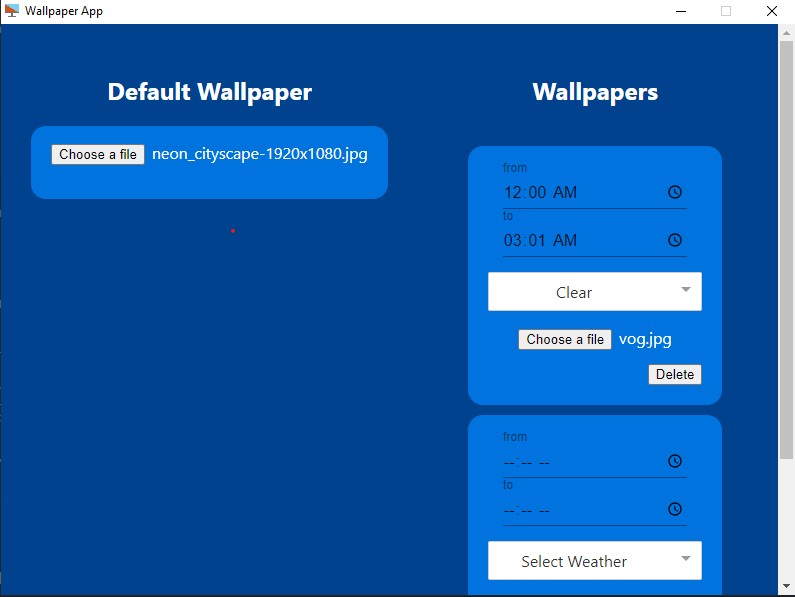 Wallpaper App
Default Wallpaper
Choose a file neon_cityscape-1920x1080.jpg
Wallpapers
from
12:00 AM
to
03:01 AM
Clear
Choose a file vog.jpg
Delete
from
--:-- --
to
--:-- --
Select Weather